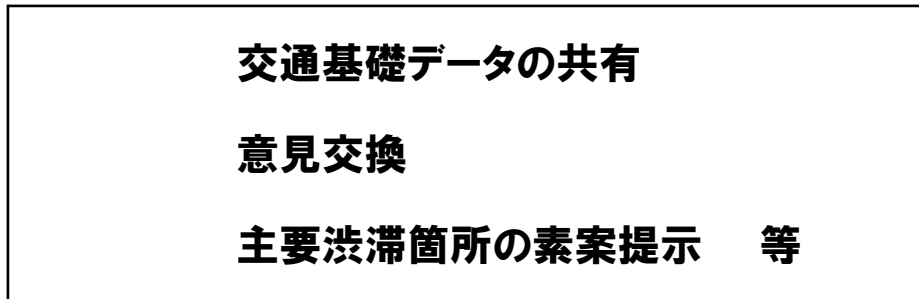 交通基礎データの共有
意見交換
主要渋滞箇所の素案提示　等